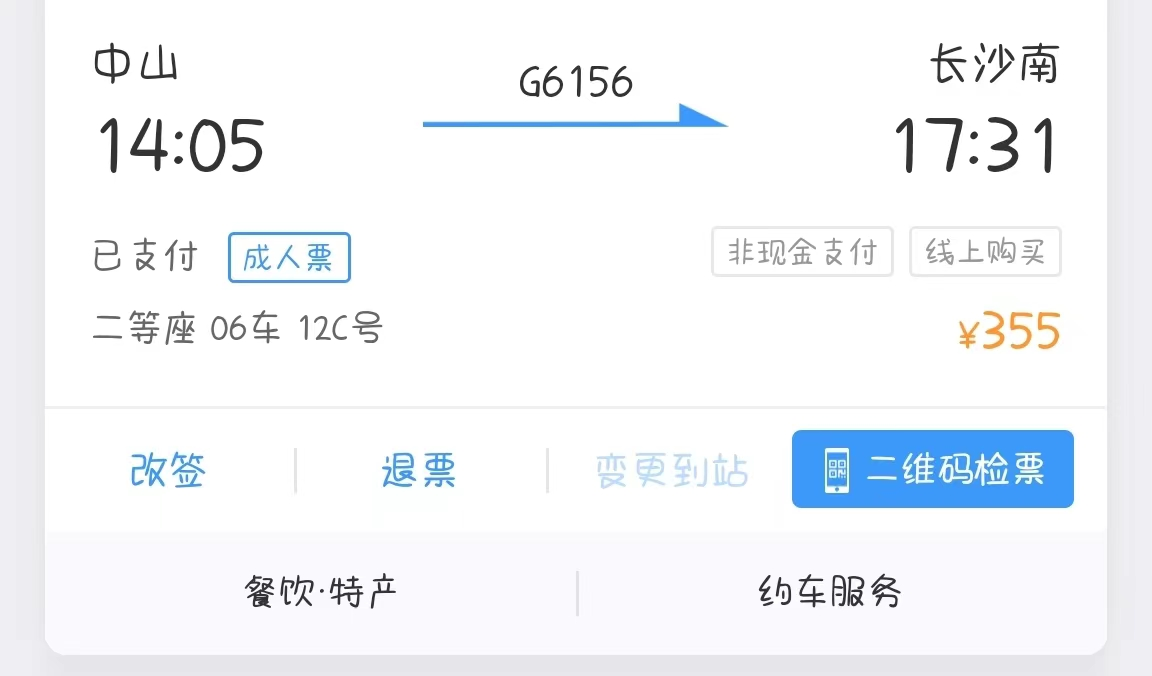 中山 G6156 长沙南
14:05 17:31
已支付 成人票 非现金支付 线上购买
二等座 06车 12C号 ¥355
改签 退票 变更到站 二维码检票
餐饮·特产 约车服务